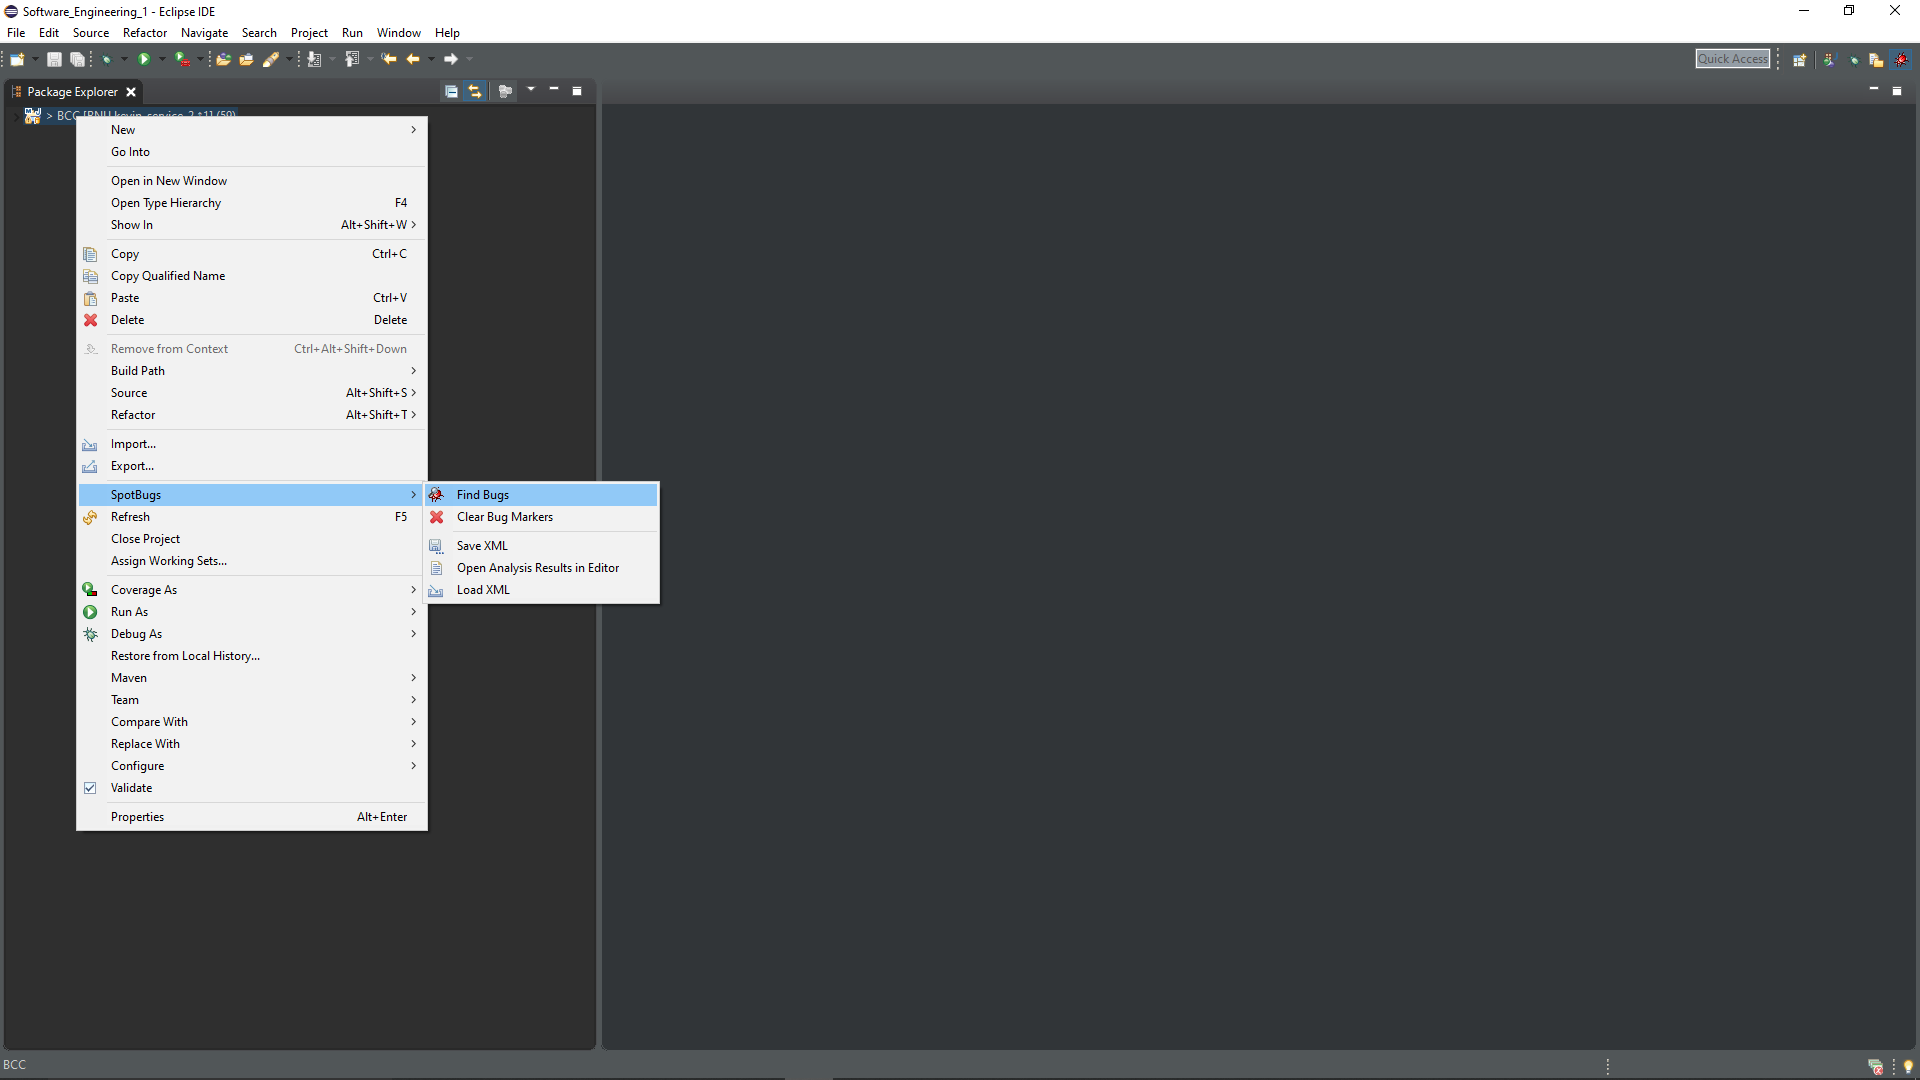 Software_Engineering_1 - Eclipse IDE
File Edit Source Refactor Navigate Search Project Run Window Help
Quick Access
Package Explorer
> BCC
New
Go Into
Open in New Window
Open Type Hierarchy F4
Show In Alt+Shift+W >
Copy Ctrl+C
Copy Qualified Name
Paste Ctrl+V
Delete Delete
Remove from Context Ctrl+Alt+Shift+Down
Build Path
Source Alt+Shift+S >
Refactor Alt+Shift+T >
Import...
Export...
SpotBugs
Refresh F5
Close Project
Assign Working Sets...
Coverage As
Run As
Debug As
Restore from Local History...
Maven
Team
Compare With
Replace With
Configure
Validate
Properties Alt+Enter
Find Bugs
Clear Bug Markers
Save XML
Open Analysis Results in Editor
Load XML
BCC